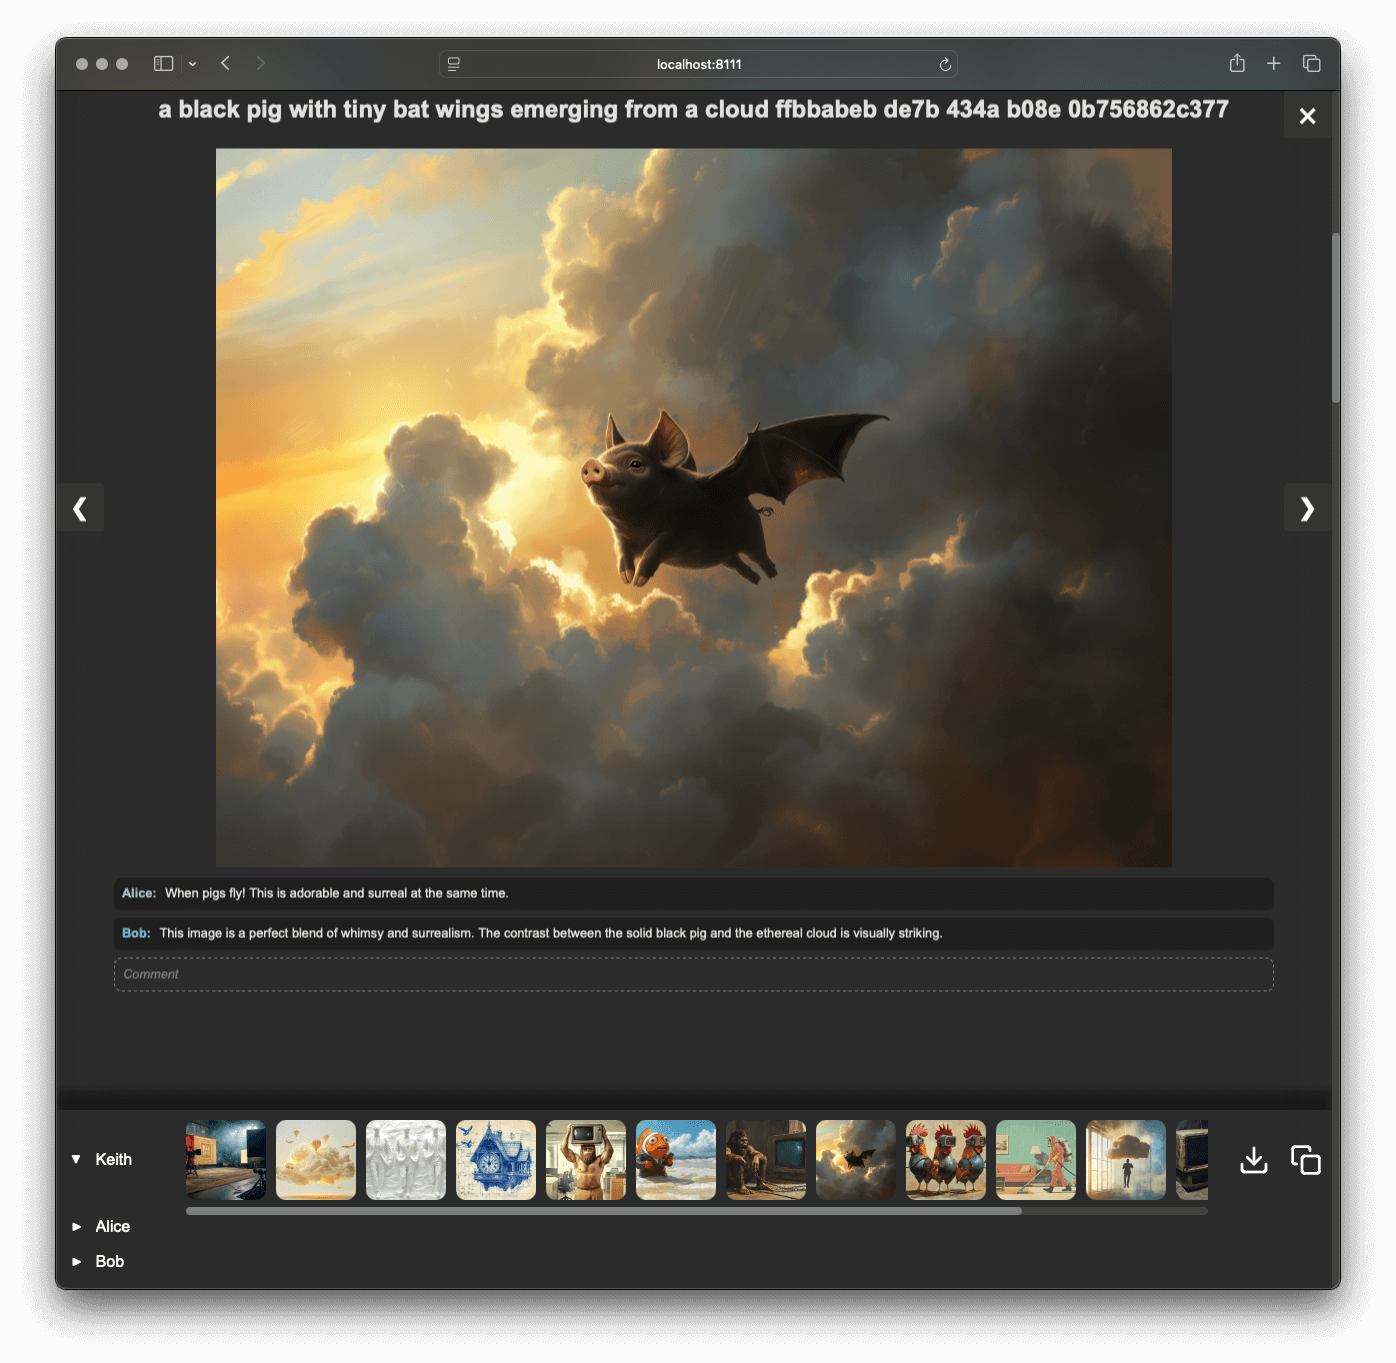 localhost:8111
a black pig with tiny bat wings emerging from a cloud ffbbabeb de7b 434a b08e 0b756862c377
Alice: When pigs fly! This is adorable and surreal at the same time.
Bob: This image is a perfect blend of whimsy and surrealism. The contrast between the solid black pig and the ethereal cloud is visually striking.
Comment
Keith
Alice
Bob